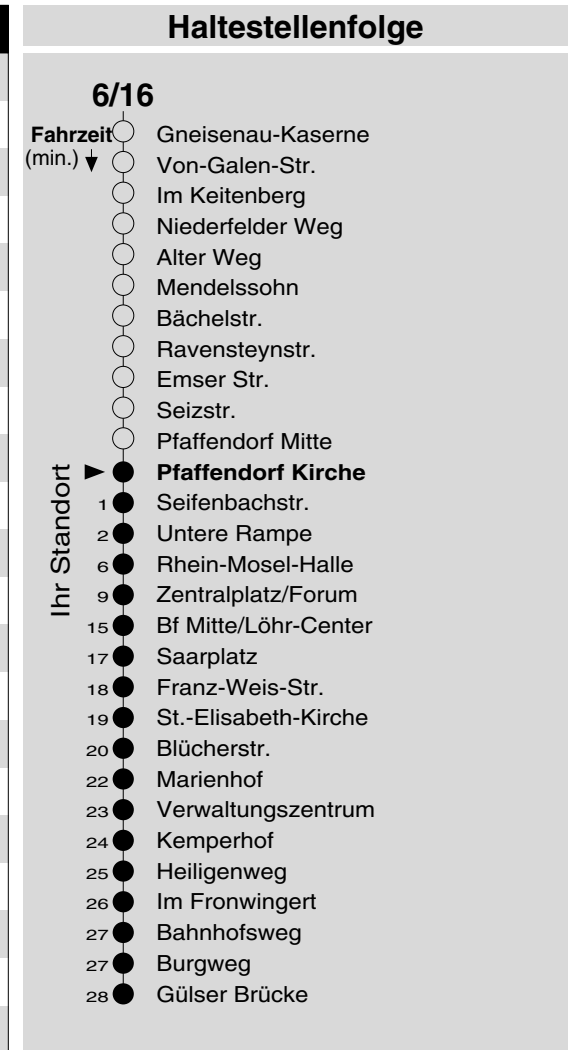 Haltestellenfolge
6/16
Fahrzeit Gneisenau-Kaserne
(min.) Von-Galen-Str.
Im Keitenberg
Niederfelder Weg
Alter Weg
Mendelssohn
Bächelstr.
Ravensteynstr.
Emser Str.
Seizstr.
Pfaffendorf Mitte
Ihr Standort
Pfaffendorf Kirche
1 Seifenbachstr.
2 Untere Rampe
6 Rhein-Mosel-Halle
9 Zentralplatz/Forum
15 Bf Mitte/Löhr-Center
17 Saarplatz
18 Franz-Weis-Str.
19 St.-Elisabeth-Kirche
20 Blücherstr.
22 Marienhof
23 Verwaltungszentrum
24 Kemperhof
25 Heiligenweg
26 Im Fronwingert
27 Bahnhofsweg
27 Burgweg
28 Gülser Brücke